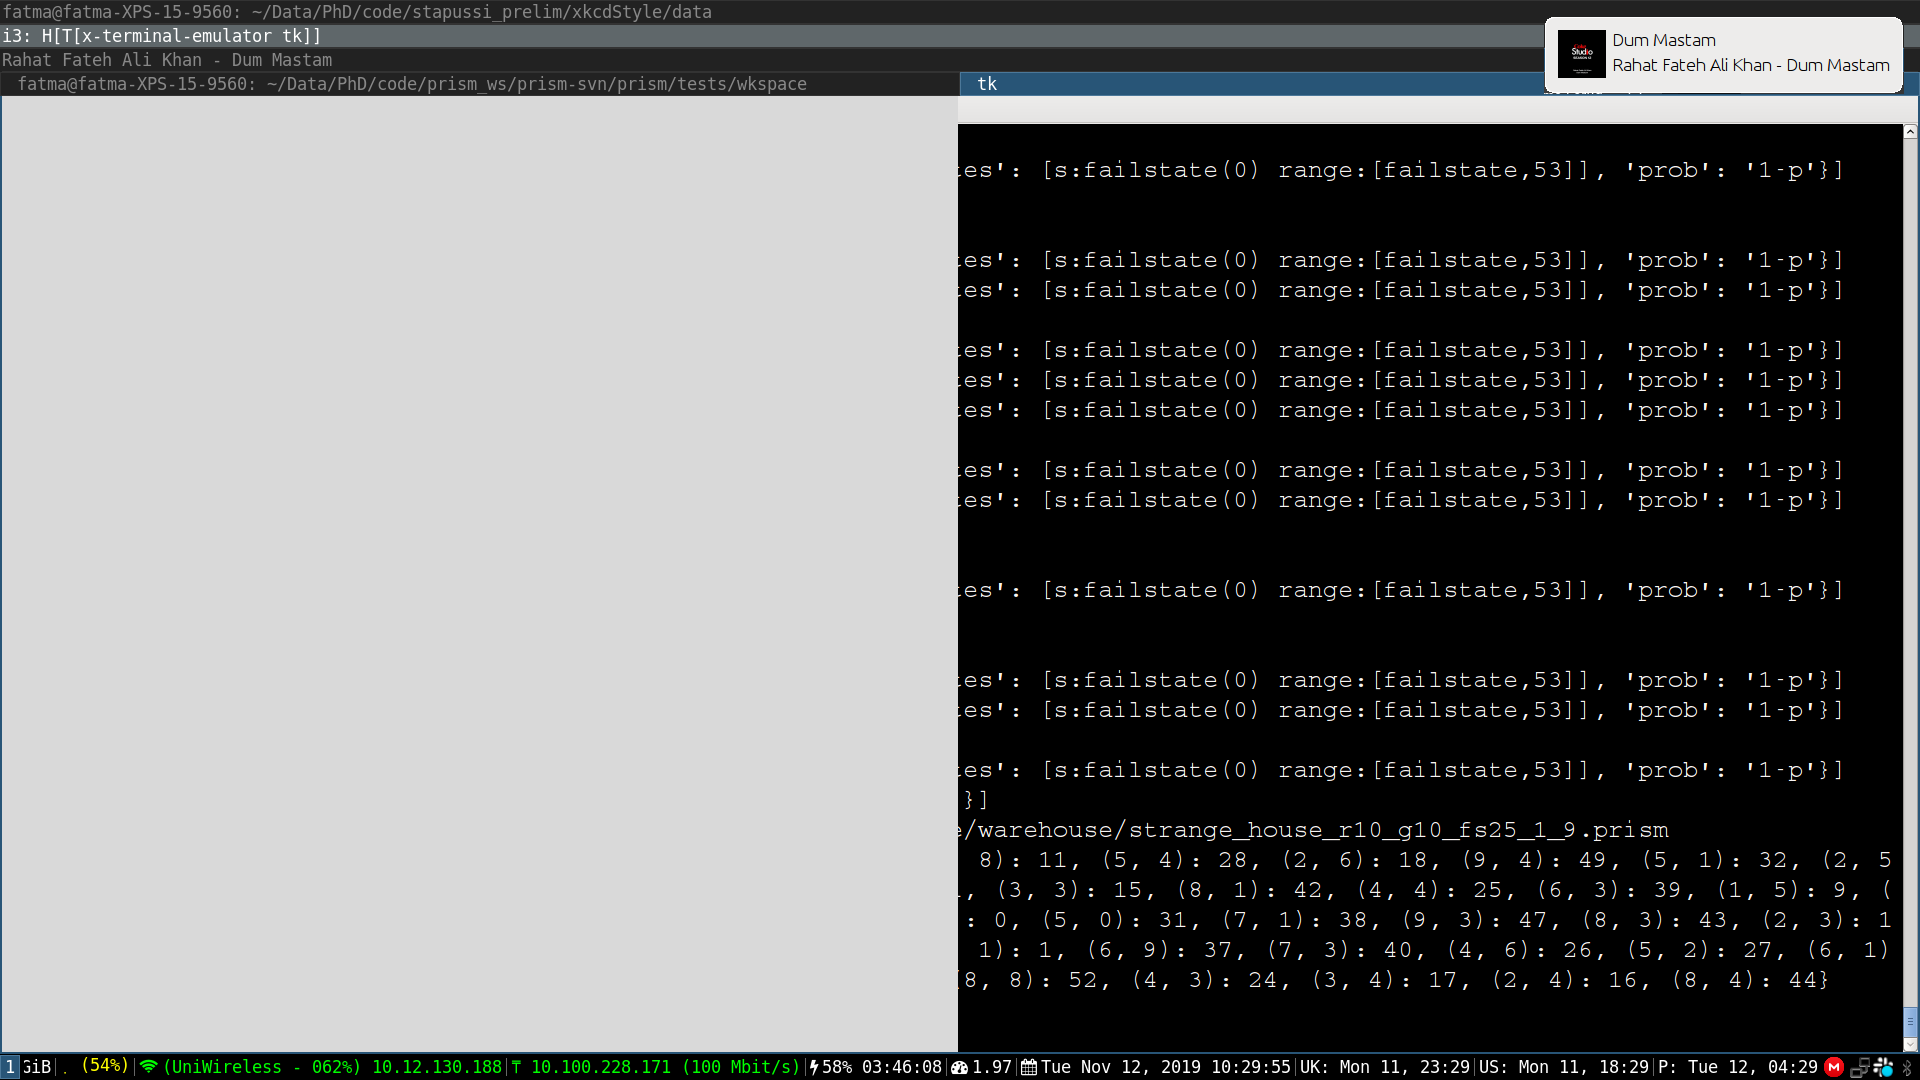 fatma@fatma-XPS-15-9560: ~/Data/PhD/code/stapussi_prelim/xkcdStyle/data
i3: H[T[x-terminal-emulator tk]]
Rahat Fateh Ali Khan - Dum Mastam
Dum Mastam
Rahat Fateh Ali Khan - Dum Mastam
fatma@fatma-XPS-15-9560: ~/Data/PhD/code/prism_ws/prism-svn/prism/tests/wkspace
tk
tes': [s:failstate(0) range:[failstate,53]], 'prob': '1-p'}]
tes': [s:failstate(0) range:[failstate,53]], 'prob': '1-p'}]
tes': [s:failstate(0) range:[failstate,53]], 'prob': '1-p'}]
tes': [s:failstate(0) range:[failstate,53]], 'prob': '1-p'}]
tes': [s:failstate(0) range:[failstate,53]], 'prob': '1-p'}]
tes': [s:failstate(0) range:[failstate,53]], 'prob': '1-p'}]
tes': [s:failstate(0) range:[failstate,53]], 'prob': '1-p'}]
tes': [s:failstate(0) range:[failstate,53]], 'prob': '1-p'}]
tes': [s:failstate(0) range:[failstate,53]], 'prob': '1-p'}]
tes': [s:failstate(0) range:[failstate,53]], 'prob': '1-p'}]
tes': [s:failstate(0) range:[failstate,53]], 'prob': '1-p'}]
tes': [s:failstate(0) range:[failstate,53]], 'prob': '1-p'}]
}]
e/warehouse/strange_house_r10_g10_fs25_1_9.prism
8): 11, (5, 4): 28, (2, 6): 18, (9, 4): 49, (5, 1): 32, (2, 5
, (3, 3): 15, (8, 1): 42, (4, 4): 25, (6, 3): 39, (1, 5): 9, (
: 0, (5, 0): 31, (7, 1): 38, (9, 3): 47, (8, 3): 43, (2, 3): 1
1): 1, (6, 9): 37, (7, 3): 40, (4, 6): 26, (5, 2): 27, (6, 1)
(8, 8): 52, (4, 3): 24, (3, 4): 17, (2, 4): 16, (8, 4): 44}
1 GiB . (54%) (UniWireless - 062%) 10.12.130.188 10.100.228.171 (100 Mbit/s) 58% 03:46:08 1.97 Tue Nov 12, 2019 10:29:55 UK: Mon 11, 23:29 US: Mon 11, 18:29 P: Tue 12, 04:29